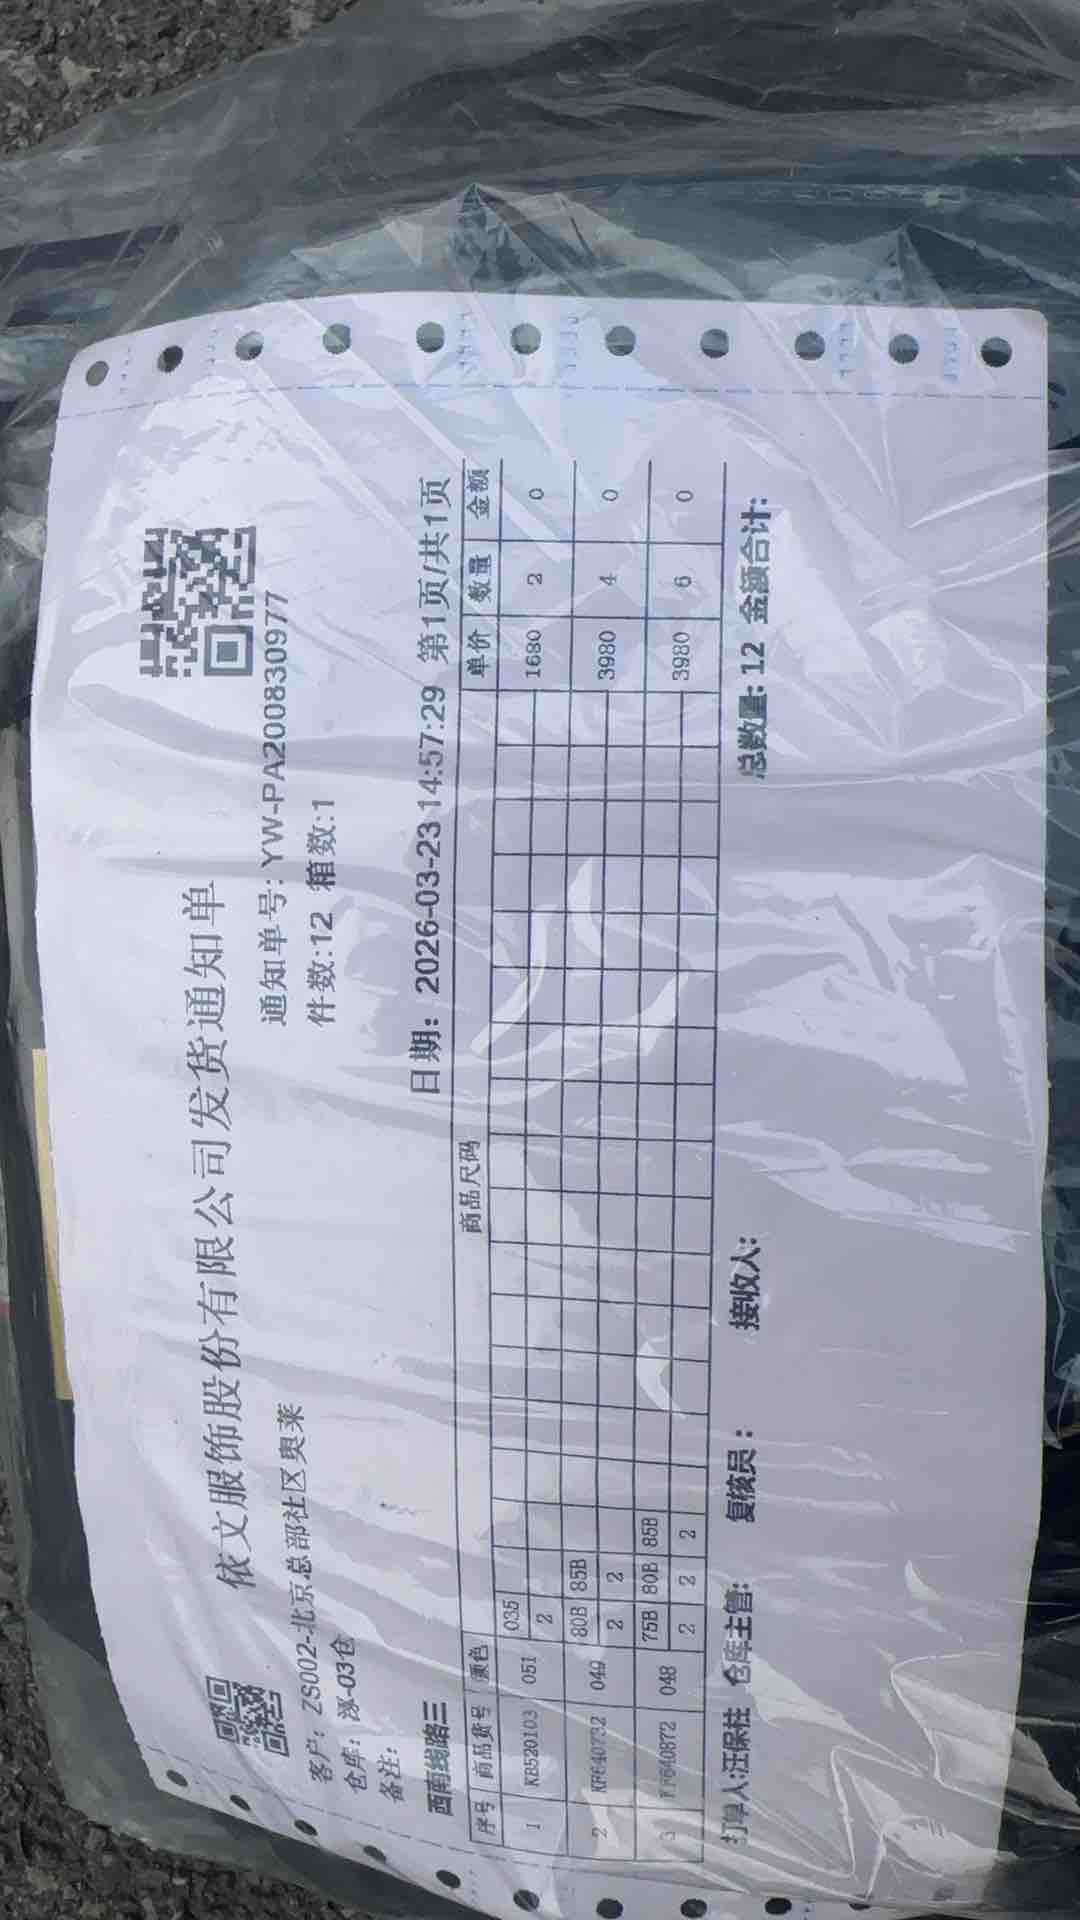 依文服饰股份有限公司发货通知单
客户: ZS002-北京总部社区奥莱
通知单号: YW-PA2008309​77
仓库: 涿-03仓
件数:12 箱数:1
备注:
西南线路三
日期: 2026-03-23 14:57:29 第1页/共1页
序号 商品货号 颜色 商品尺码 单价 数量 金额
035
1 KB520103 051 2 1680 2 0
80B 85B
2 049 2 2 3980 4 0
75B 80B 85B
3 048 2 2 2 3980 6 0
打单人:汪保柱 仓库主管: 复核员: 接收人: 总数量: 12 金额合计: